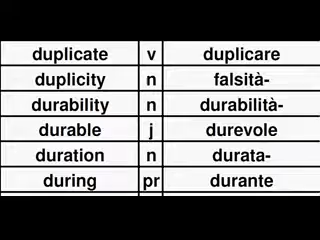 duplicate v duplicare
duplicity n falsità-
durability n durabilità-
durable j durevole
duration n durata-
during pr durante